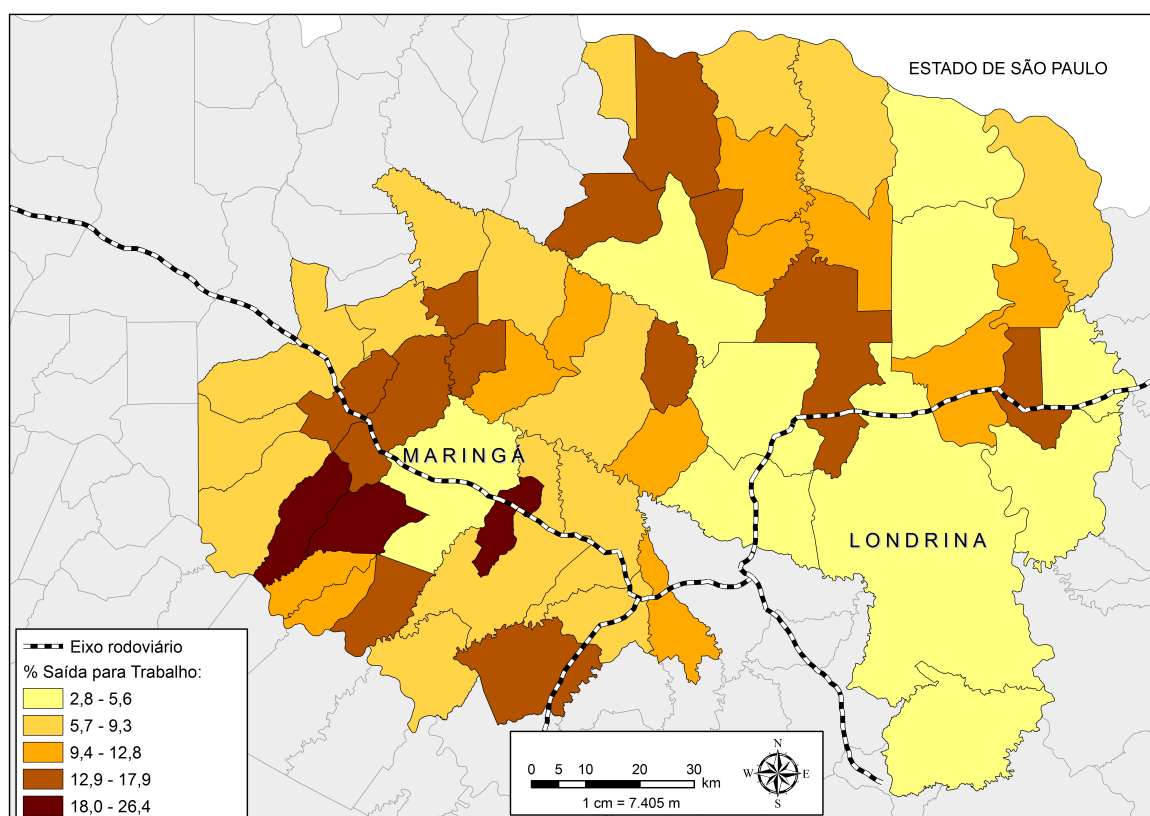 ESTADO DE SÃO PAULO
MARINGÁ
LONDRINA
Eixo rodoviário
% Saída para Trabalho:
2,8 - 5,6
5,7 - 9,3
9,4 - 12,8
12,9 - 17,9
18,0 - 26,4
0 5 10 20 30
km
1 cm = 7.405 m
N
W E
S